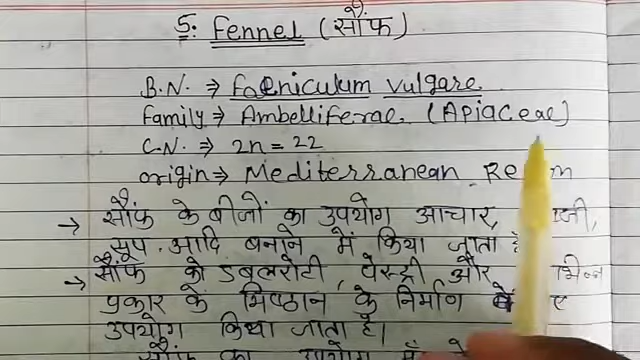 5. Fennel (सौंफ)
B.N. ⇒ Foeniculum vulgare
Family ⇒ Ambelliferae. (Apiaceae)
C.N. ⇒ 2n = 22
Origin ⇒ Mediterranean
→ सौंफ के बीजों का उपयोग आचार,
सूप, आदि बनाने में किया जाता
→ सौंफ को डबलरोटी, पेस्ट्री और
प्रकार के मिष्ठान के निर्माण
उपयोग किया जाता है।
सौंफ का उपयोग में